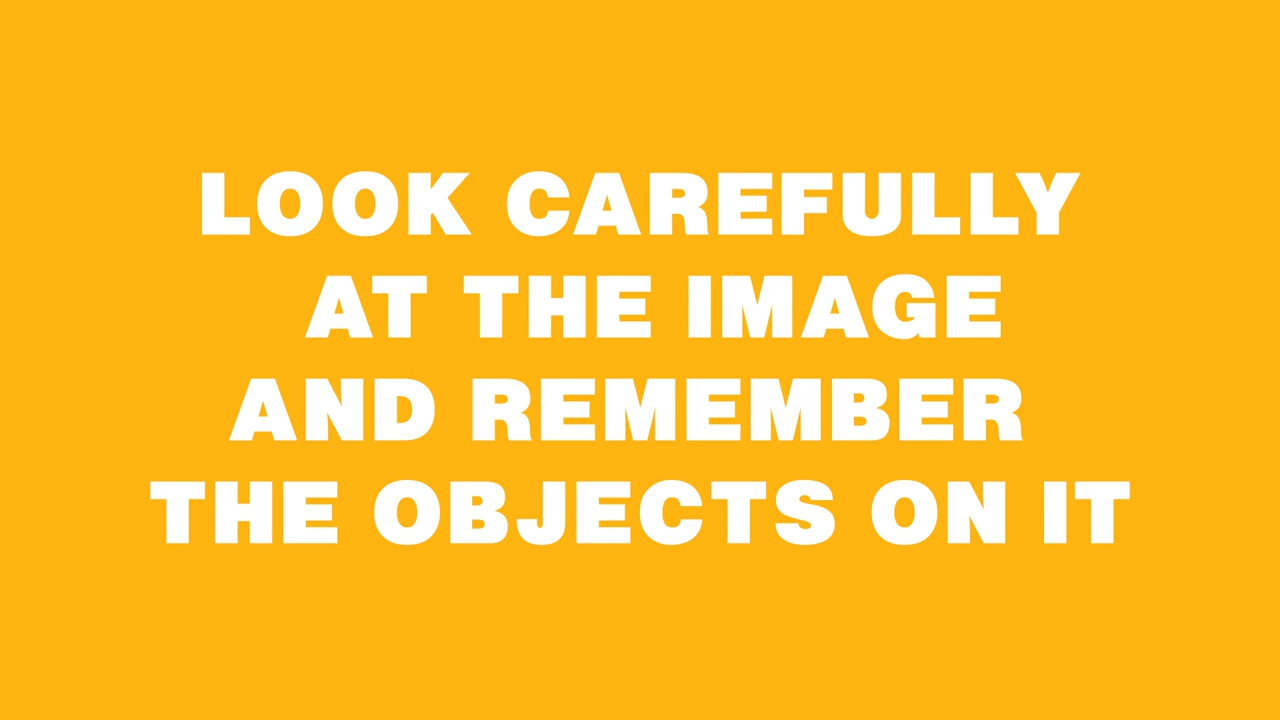 LOOK CAREFULLY
AT THE IMAGE
AND REMEMBER
THE OBJECTS ON IT